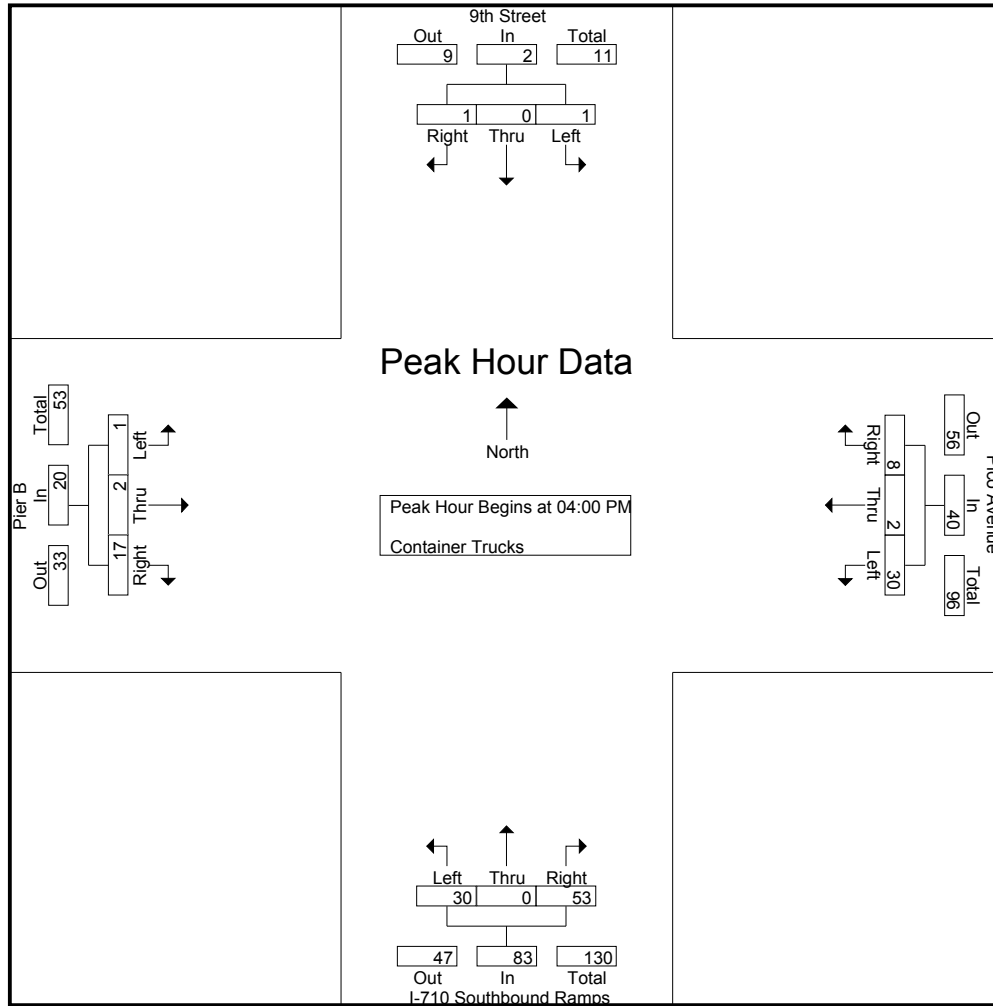 9th Street
Out In Total
9 2 11
1 0 1
Right Thru Left
Peak Hour Data
North
Peak Hour Begins at 04:00 PM
Container Trucks
Pier B
Total In Out
53 20 33
1 2 17
Left Thru Right
Right Thru Left
8 2 30
Out In Total
56 40 96
Avenue
Left Thru Right
30 0 53
47 83 130
Out In Total
I-710 Southbound Ramps